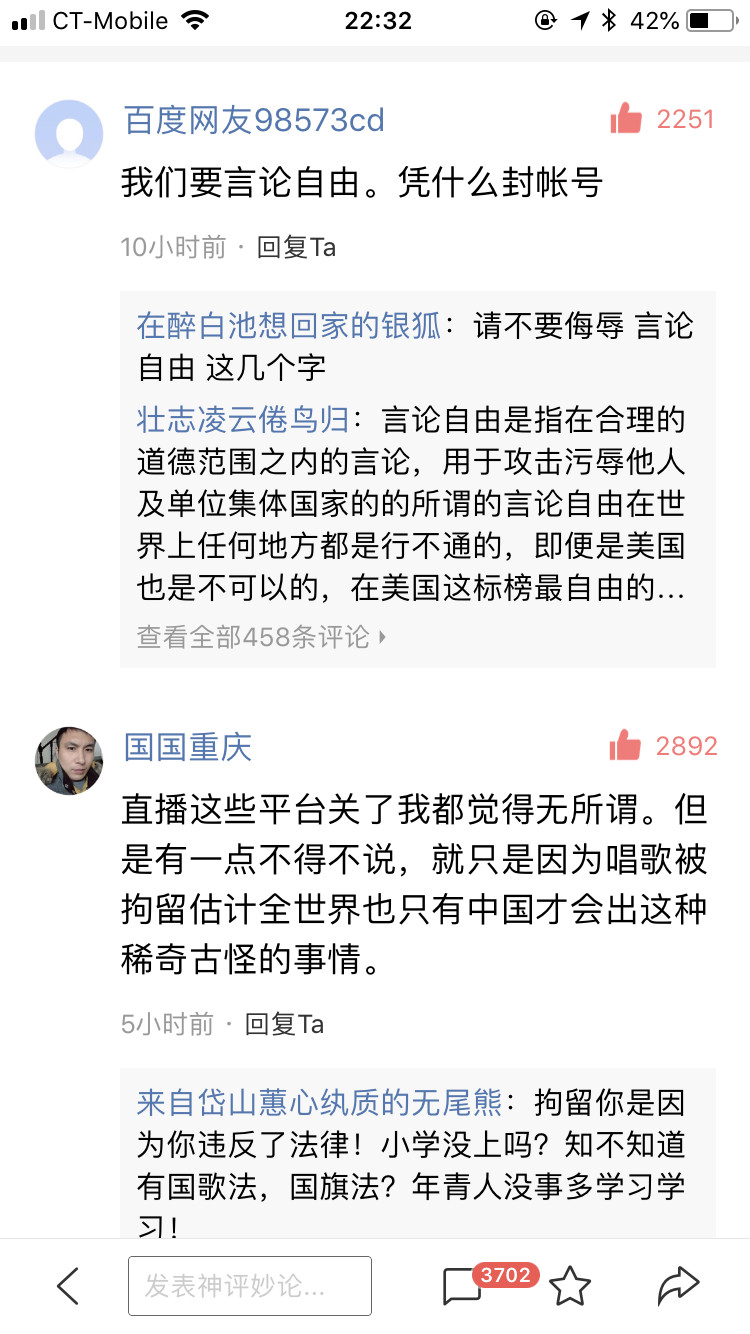 CT-Mobile 22:32 42%
百度网友98573cd 2251
我们要言论自由。凭什么封帐号
10小时前 · 回复Ta
在醉白池想回家的银狐：请不要侮辱 言论
自由 这几个字
壮志凌云倦鸟归：言论自由是指在合理的
道德范围之内的言论，用于攻击污辱他人
及单位集体国家的的所谓的言论自由在世
界上任何地方都是行不通的，即便是美国
也是不可以的，在美国这标榜最自由的...
查看全部458条评论
国国重庆 2892
直播这些平台关了我都觉得无所谓。但
是有一点不得不说，就只是因为唱歌被
拘留估计全世界也只有中国才会出这种
稀奇古怪的事情。
5小时前 · 回复Ta
来自岱山蕙心纨质的无尾熊：拘留你是因
为你违反了法律！小学没上吗？知不知道
有国歌法，国旗法？年青人没事多学习学
习！
发表神评妙论... 3702